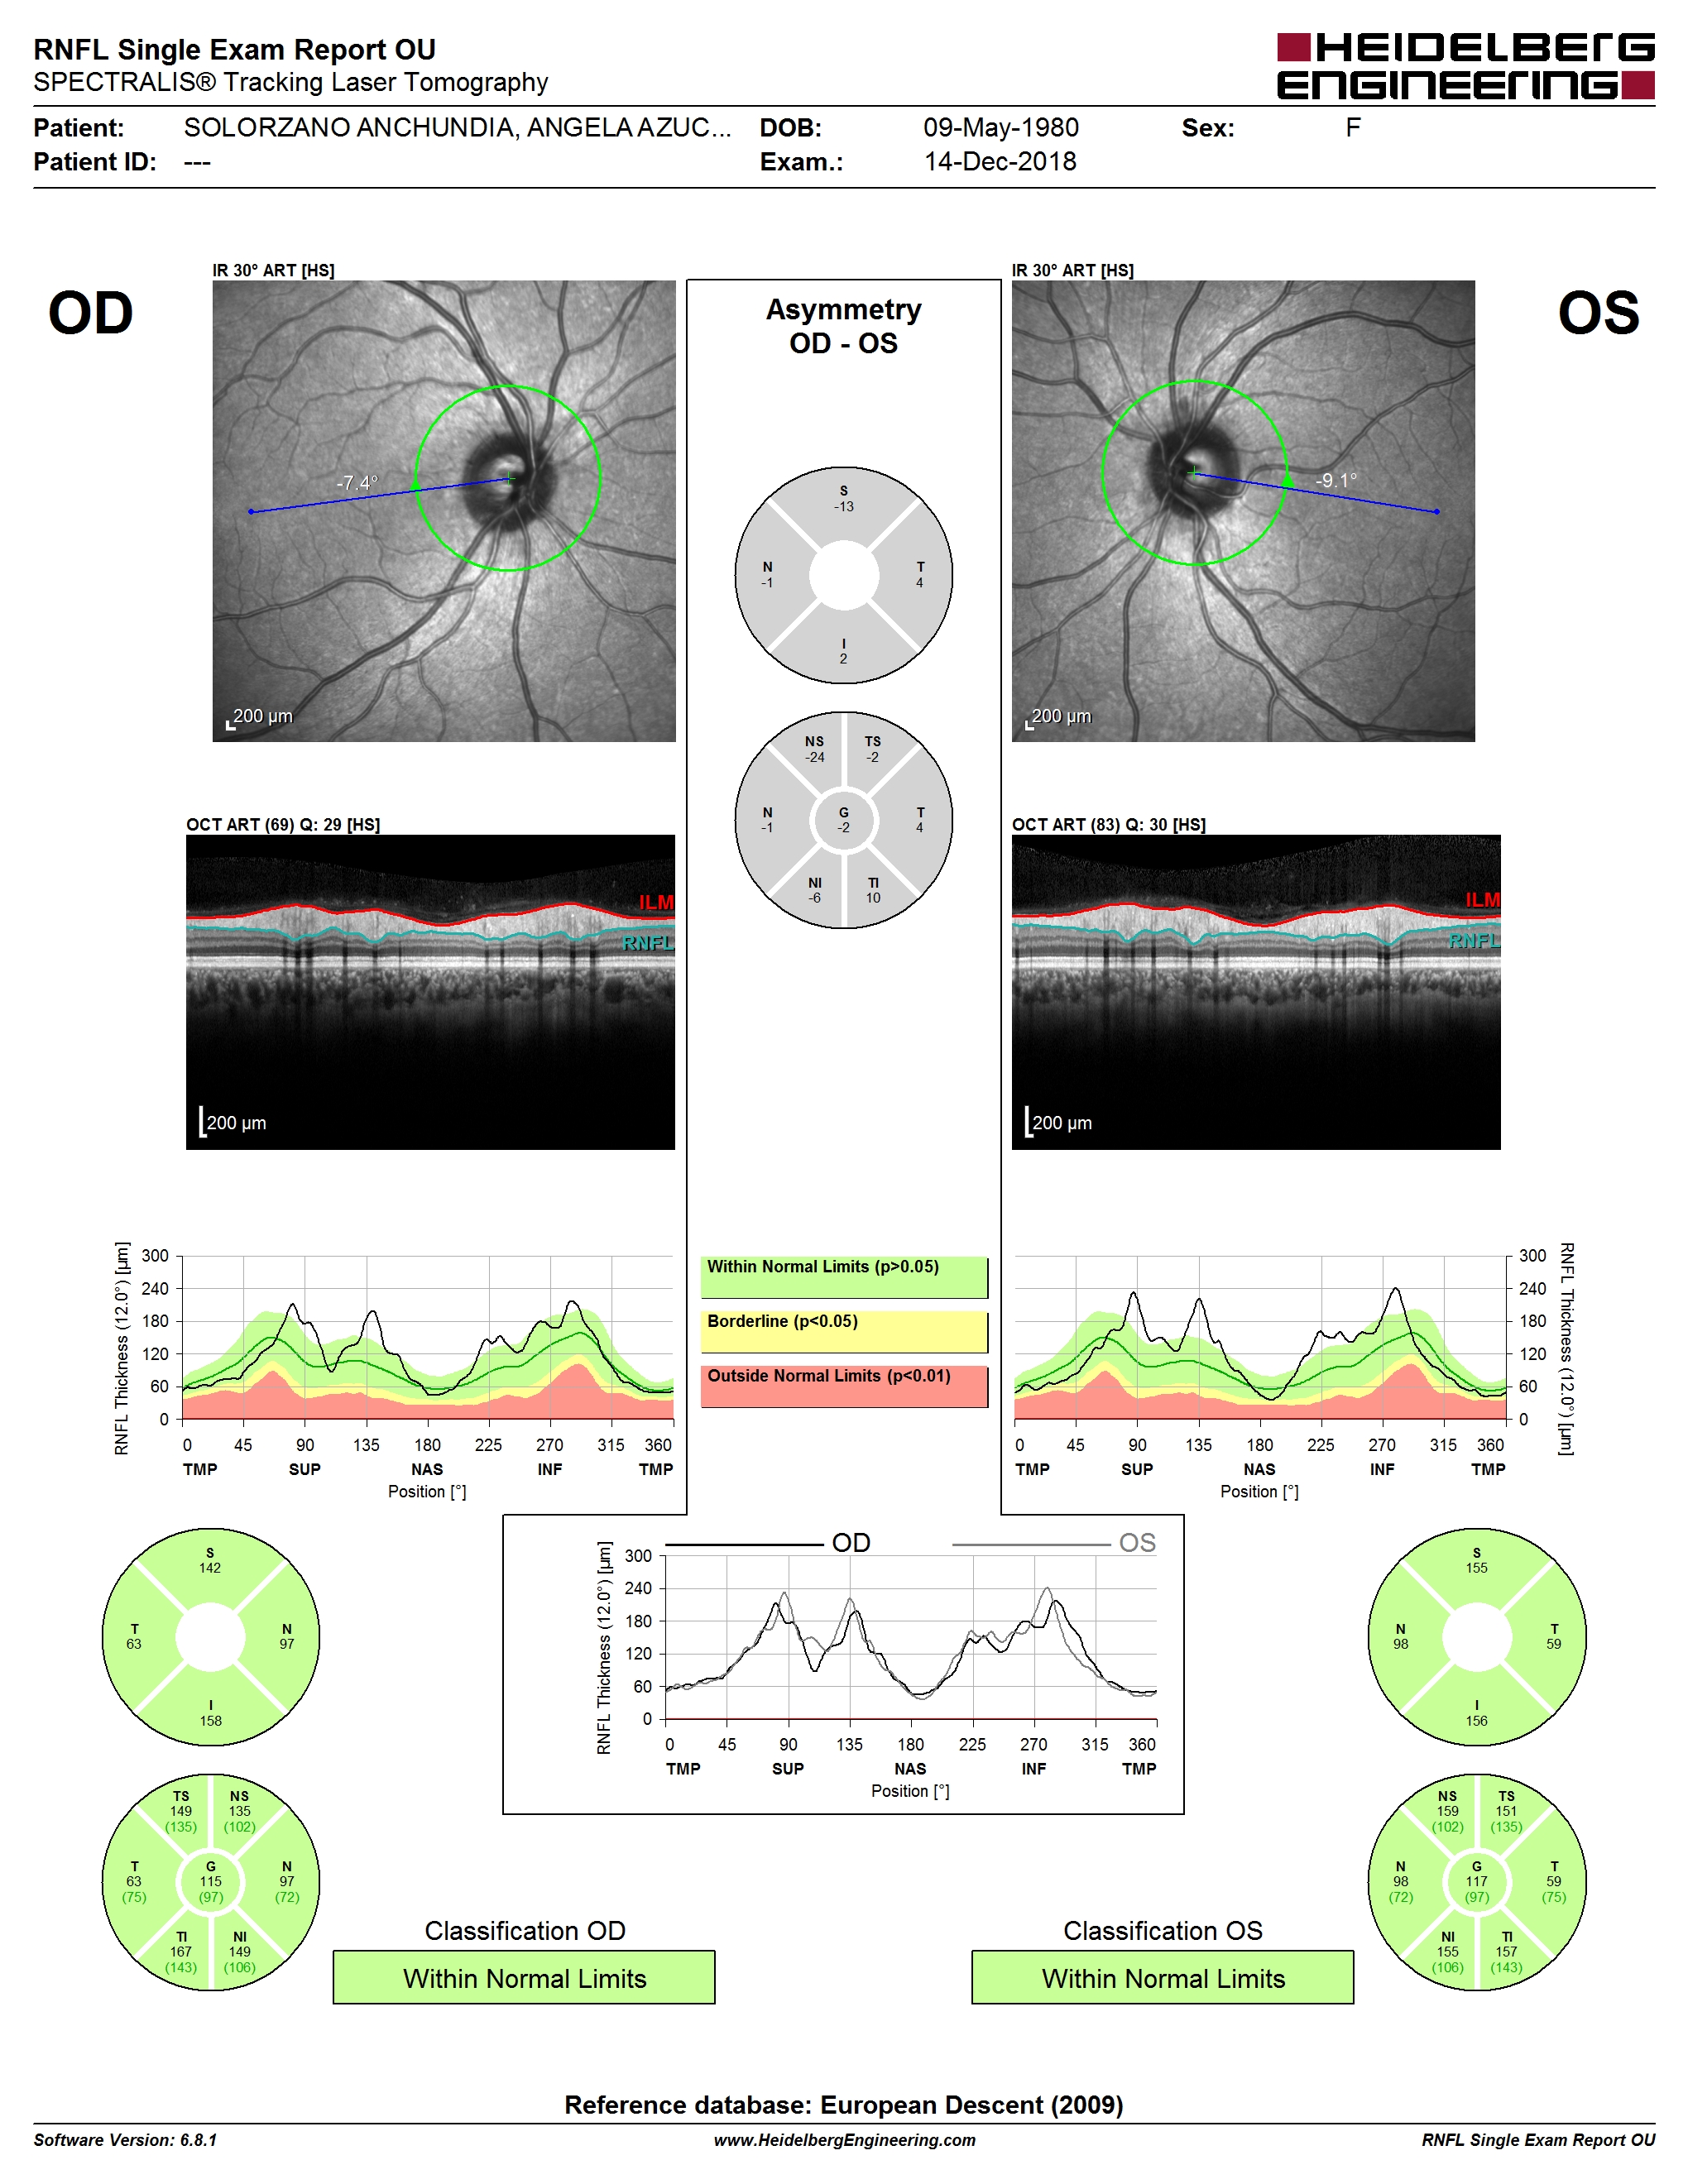 RNFL Single Exam Report OU
SPECTRALIS® Tracking Laser Tomography
HEIDELBERG
ENGINEERING
Patient: SOLORZANO ANCHUNDIA, ANGELA AZUC... DOB: 09-May-1980 Sex: F
Patient ID: --- Exam.: 14-Dec-2018
OD
IR 30° ART [HS]
-7.4°
200 µm
Asymmetry
OD - OS
S
-13
N
-1
T
4
I
2
NS
-24
TS
-2
N
-1
G
-2
T
4
NI
-6
TI
10
IR 30° ART [HS]
OS
-9.1°
200 µm
OCT ART (69) Q: 29 [HS]
ILM
RNFL
200 µm
OCT ART (83) Q: 30 [HS]
ILM
RNFL
200 µm
RNFL Thickness (12.0°) [µm]
300
240
180
120
60
0
0 45 90 135 180 225 270 315 360
TMP SUP NAS INF TMP
Position [°]
Within Normal Limits (p>0.05)
Borderline (p<0.05)
Outside Normal Limits (p<0.01)
300
240
180
120
60
0
RNFL Thickness (12.0°) [µm]
0 45 90 135 180 225 270 315 360
TMP SUP NAS INF TMP
Position [°]
S
142
T
63
N
97
I
158
OD OS
RNFL Thickness (12.0°) [µm]
300
240
180
120
60
0
0 45 90 135 180 225 270 315 360
TMP SUP NAS INF TMP
Position [°]
S
155
N
98
T
59
I
156
TS
149
(135)
NS
135
(102)
T
63
(75)
G
115
(97)
N
97
(72)
TI
167
(143)
NI
149
(106)
Classification OD
Within Normal Limits
Classification OS
Within Normal Limits
NS
159
(102)
TS
151
(135)
N
98
(72)
G
117
(97)
T
59
(75)
NI
155
(106)
TI
157
(143)
Reference database: European Descent (2009)
Software Version: 6.8.1 www.HeidelbergEngineering.com RNFL Single Exam Report OU